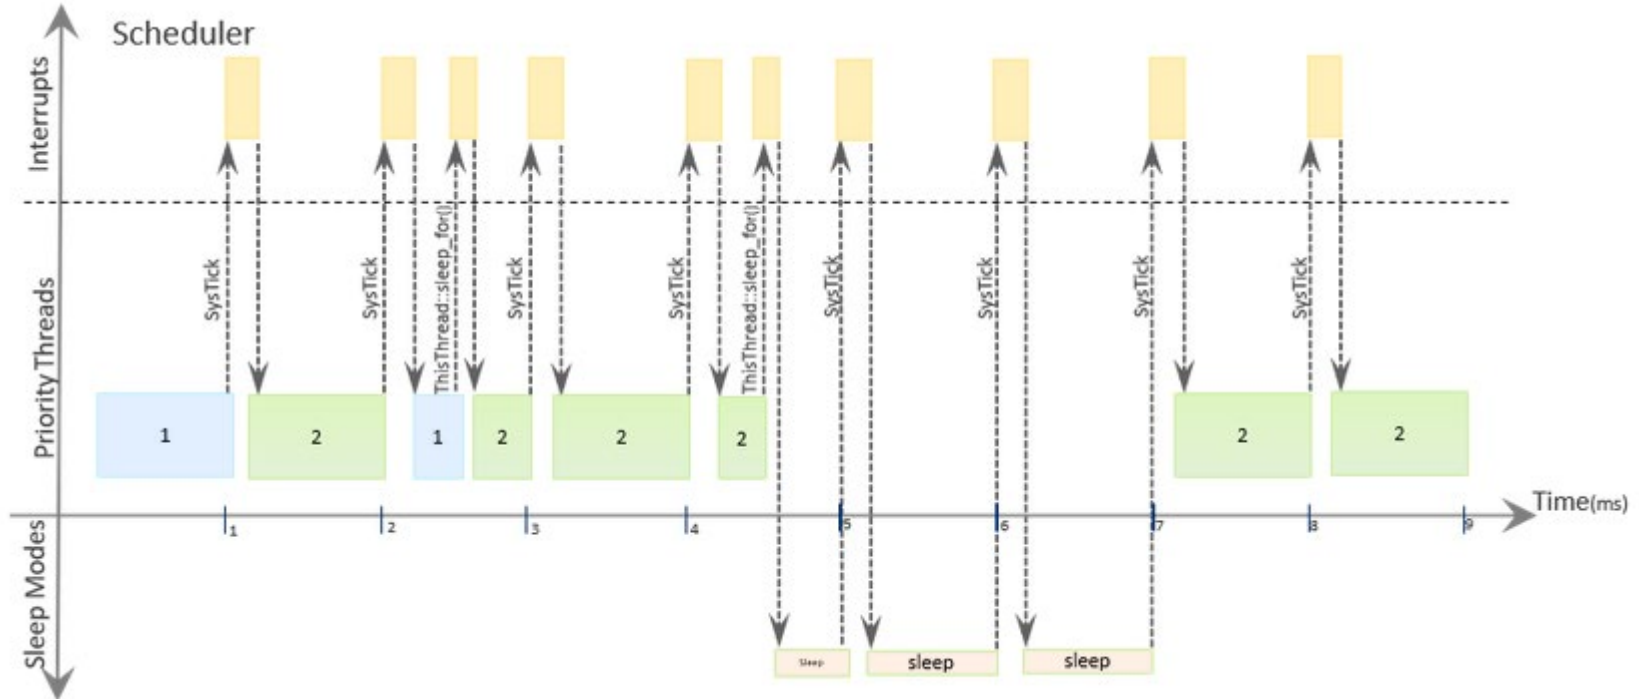 Scheduler
Interrupts
Priority Threads
Sleep Modes
SysTick
SysTick
ThisThread::sleep_for()
SysTick
SysTick
ThisThread::sleep_for()
SysTick
SysTick
SysTick
SysTick
1
2
1
2
2
2
2
2
Time(ms)
1
2
3
4
5
6
7
8
9
Sleep
sleep
sleep